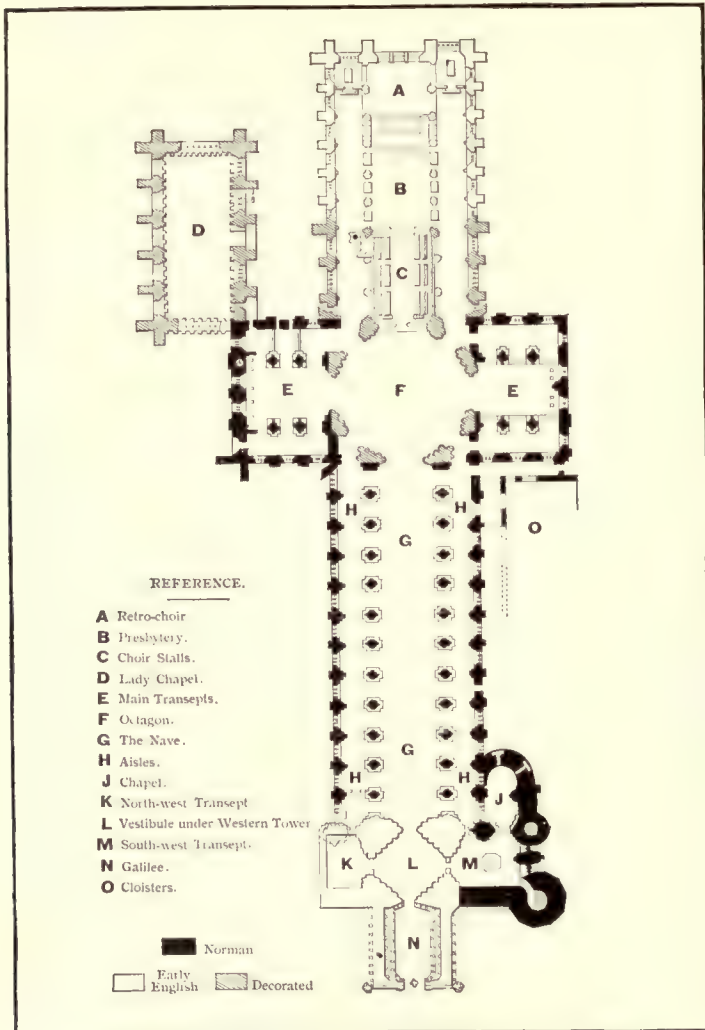 A
B
D
C
E
F
E
H
H
G
O
G
H
H
J
K
L
M
N
REFERENCE.
A Retro-choir
B Presbytery.
C Choir Stalls.
D Lady Chapel.
E Main Transepts.
F Octagon.
G The Nave.
H Aisles.
J Chapel.
K North-west Transept
L Vestibule under Western Tower
M South-west Transept.
N Galilee.
O Cloisters.
Norman
Early
English
Decorated